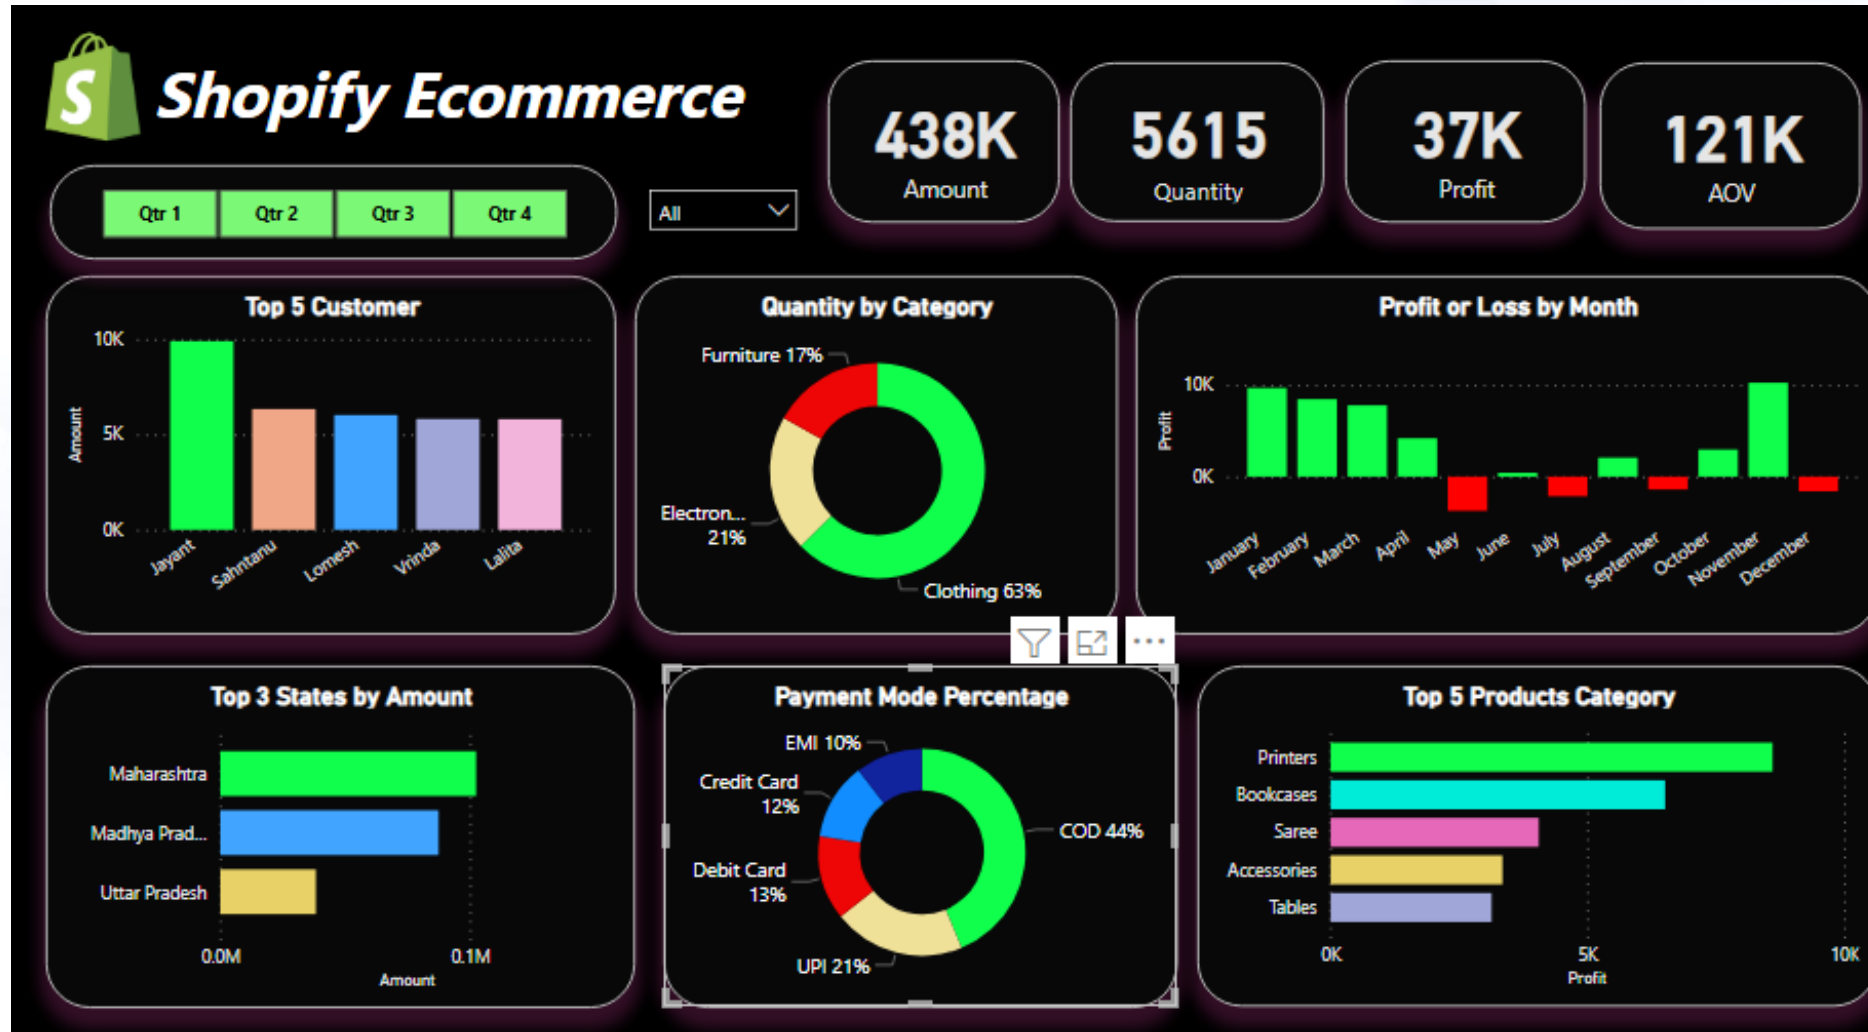 S
Shopify Ecommerce
438K
Amount
5615
Quantity
37K
Profit
121K
AOV
Qtr 1
Qtr 2
Qtr 3
Qtr 4
All
Top 5 Customer
10K
5K
0K
Amount
Jayant
Sahntanu
Lomesh
Vrinda
Lalita
Quantity by Category
Furniture 17%
Electron...
21%
Clothing 63%
Profit or Loss by Month
10K
0K
Profit
January
February
March
April
May
June
July
August
September
October
November
December
Top 3 States by Amount
Maharashtra
Madhya Prad...
Uttar Pradesh
0.0M
0.1M
Amount
Payment Mode Percentage
EMI 10%
Credit Card
12%
Debit Card
13%
UPI 21%
COD 44%
Top 5 Products Category
Printers
Bookcases
Saree
Accessories
Tables
0K
5K
10K
Profit